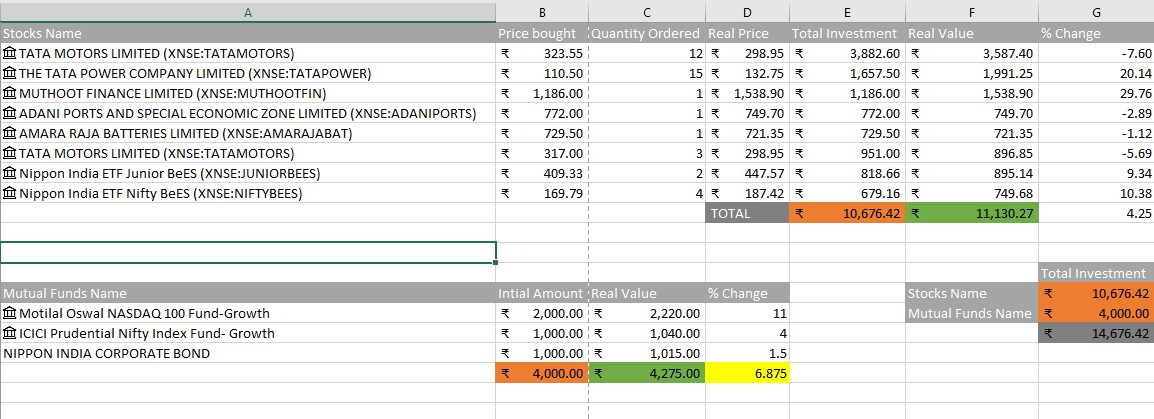 A B C D E F G
Stocks Name Price bought Quantity Ordered Real Price Total Investment Real Value % Change
TATA MOTORS LIMITED (XNSE:TATAMOTORS) ₹ 323.55 12 ₹ 298.95 ₹ 3,882.60 ₹ 3,587.40 -7.60
THE TATA POWER COMPANY LIMITED (XNSE:TATAPOWER) ₹ 110.50 15 ₹ 132.75 ₹ 1,657.50 ₹ 1,991.25 20.14
MUTHOOT FINANCE LIMITED (XNSE:MUTHOOTFIN) ₹ 1,186.00 1 ₹ 1,538.90 ₹ 1,186.00 ₹ 1,538.90 29.76
ADANI PORTS AND SPECIAL ECONOMIC ZONE LIMITED (XNSE:ADANIPORTS) ₹ 772.00 1 ₹ 749.70 ₹ 772.00 ₹ 749.70 -2.89
AMARA RAJA BATTERIES LIMITED (XNSE:AMARAJABAT) ₹ 729.50 1 ₹ 721.35 ₹ 729.50 ₹ 721.35 -1.12
TATA MOTORS LIMITED (XNSE:TATAMOTORS) ₹ 317.00 3 ₹ 298.95 ₹ 951.00 ₹ 896.85 -5.69
Nippon India ETF Junior BeES (XNSE:JUNIORBEES) ₹ 409.33 2 ₹ 447.57 ₹ 818.66 ₹ 895.14 9.34
Nippon India ETF Nifty BeES (XNSE:NIFTYBEES) ₹ 169.79 4 ₹ 187.42 ₹ 679.16 ₹ 749.68 10.38
TOTAL ₹ 10,676.42 ₹ 11,130.27 4.25
Total Investment
Mutual Funds Name Intial Amount Real Value % Change Stocks Name ₹ 10,676.42
Motilal Oswal NASDAQ 100 Fund-Growth ₹ 2,000.00 ₹ 2,220.00 11 Mutual Funds Name ₹ 4,000.00
ICICI Prudential Nifty Index Fund- Growth ₹ 1,000.00 ₹ 1,040.00 4 ₹ 14,676.42
NIPPON INDIA CORPORATE BOND ₹ 1,000.00 ₹ 1,015.00 1.5
₹ 4,000.00 ₹ 4,275.00 6.875